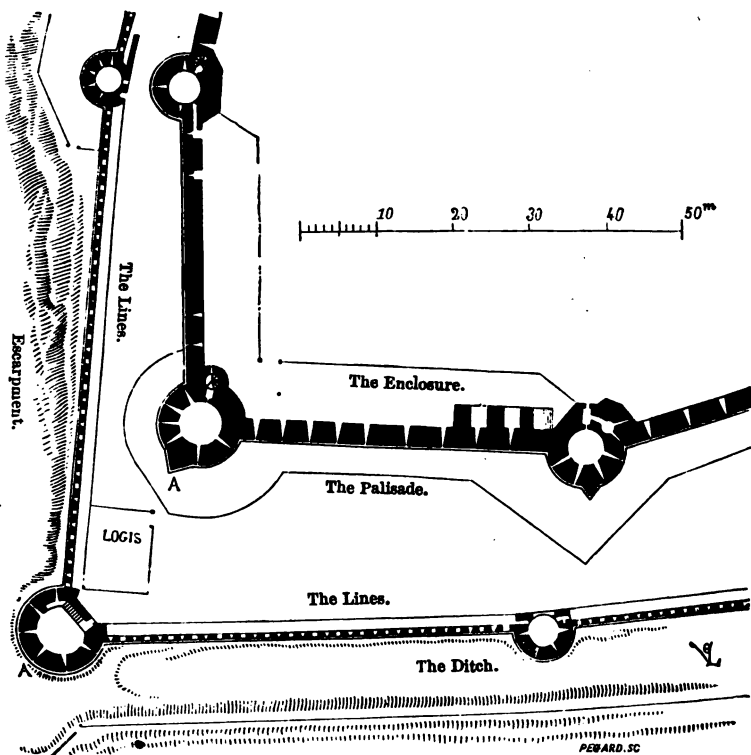 10 20 30 40 50m
The Lines.
Escarpment.
The Enclosure.
A
The Palisade.
LOGIS
The Lines.
A
The Ditch.
PEGARD.SC